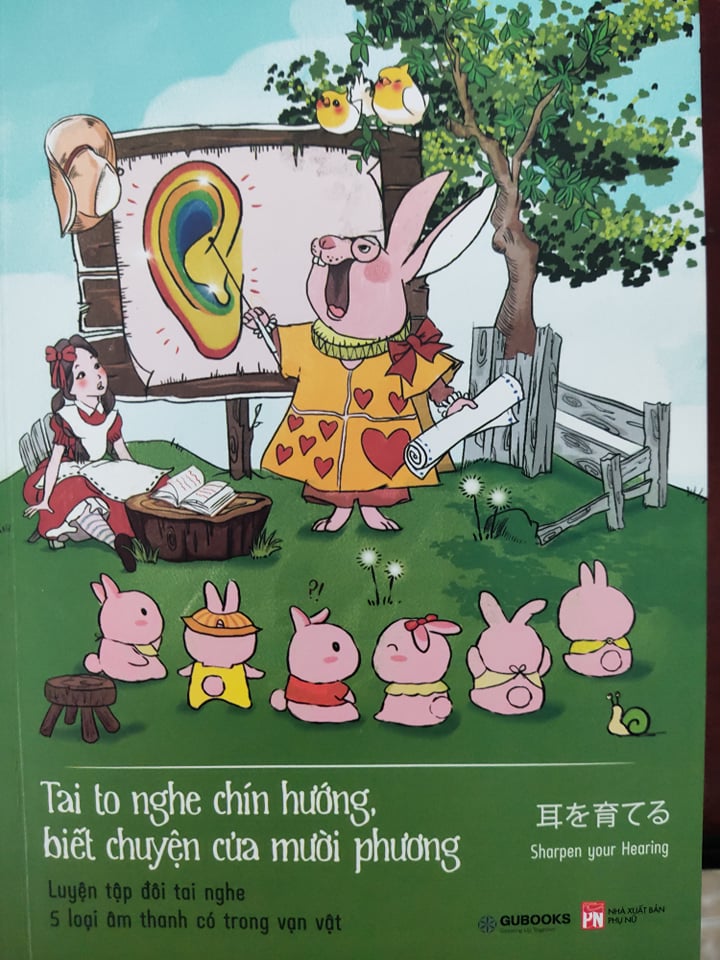 ?!
Tai to nghe chín hướng,
biết chuyện của mười phương
耳を育てる
Sharpen your Hearing
Luyện tập đôi tai nghe
5 loại âm thanh có trong vạn vật
GUBOOKS
PN
NHÀ XUẤT BẢN
PHỤ NỮ